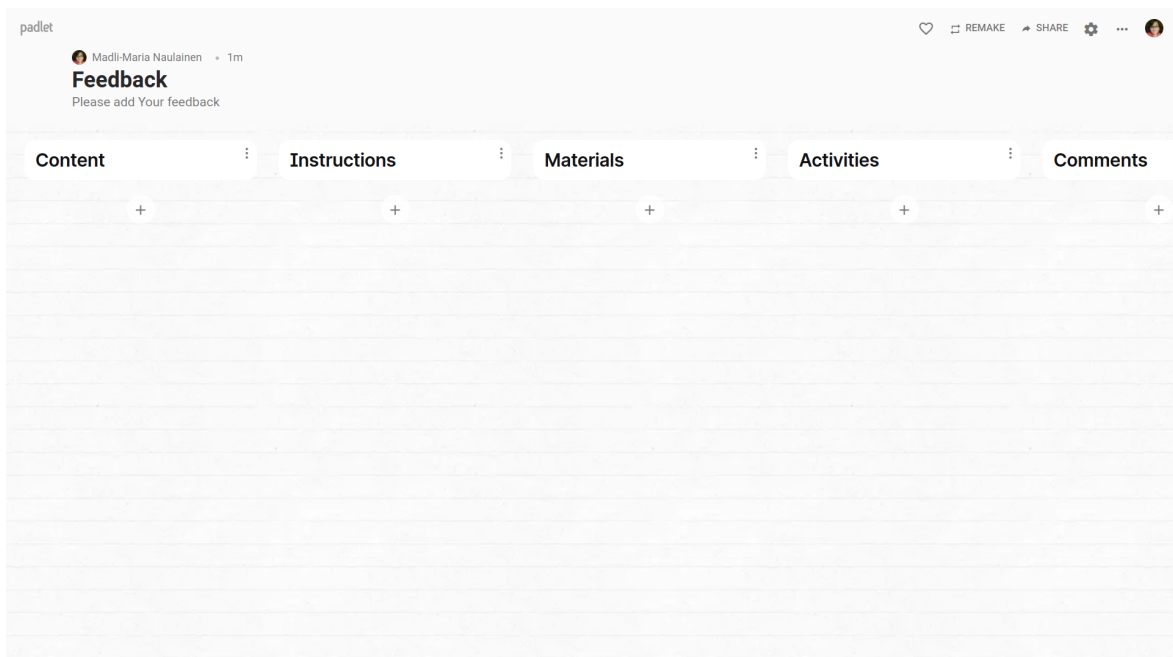 padlet
REMAKE SHARE
Madli-Maria Naulainen • 1m
Feedback
Please add Your feedback
Content Instructions Materials Activities Comments
+ + + + +